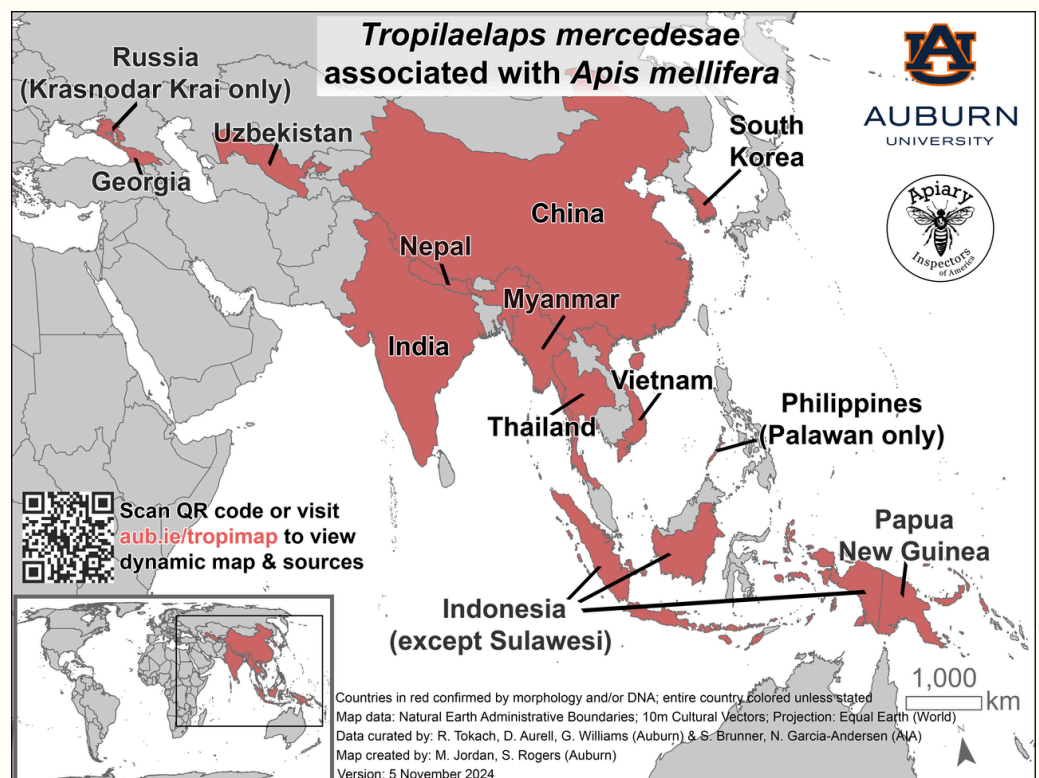 Tropilaelaps mercedesae
associated with Apis mellifera
AUBURN
UNIVERSITY
Apiary
Inspectors
of America
Russia
(Krasnodar Krai only)
Uzbekistan
Georgia
South
Korea
China
Nepal
Myanmar
India
Vietnam
Thailand
Philippines
(Palawan only)
Papua
New Guinea
Indonesia
(except Sulawesi)
Scan QR code or visit
aub.ie/tropimap to view
dynamic map & sources
1,000
km
N
Countries in red confirmed by morphology and/or DNA; entire country colored unless stated
Map data: Natural Earth Administrative Boundaries; 10m Cultural Vectors; Projection: Equal Earth (World)
Data curated by: R. Tokach, D. Aurell, G. Williams (Auburn) & S. Brunner, N. Garcia-Andersen (AIA)
Map created by: M. Jordan, S. Rogers (Auburn)
Version: 5 November 2024